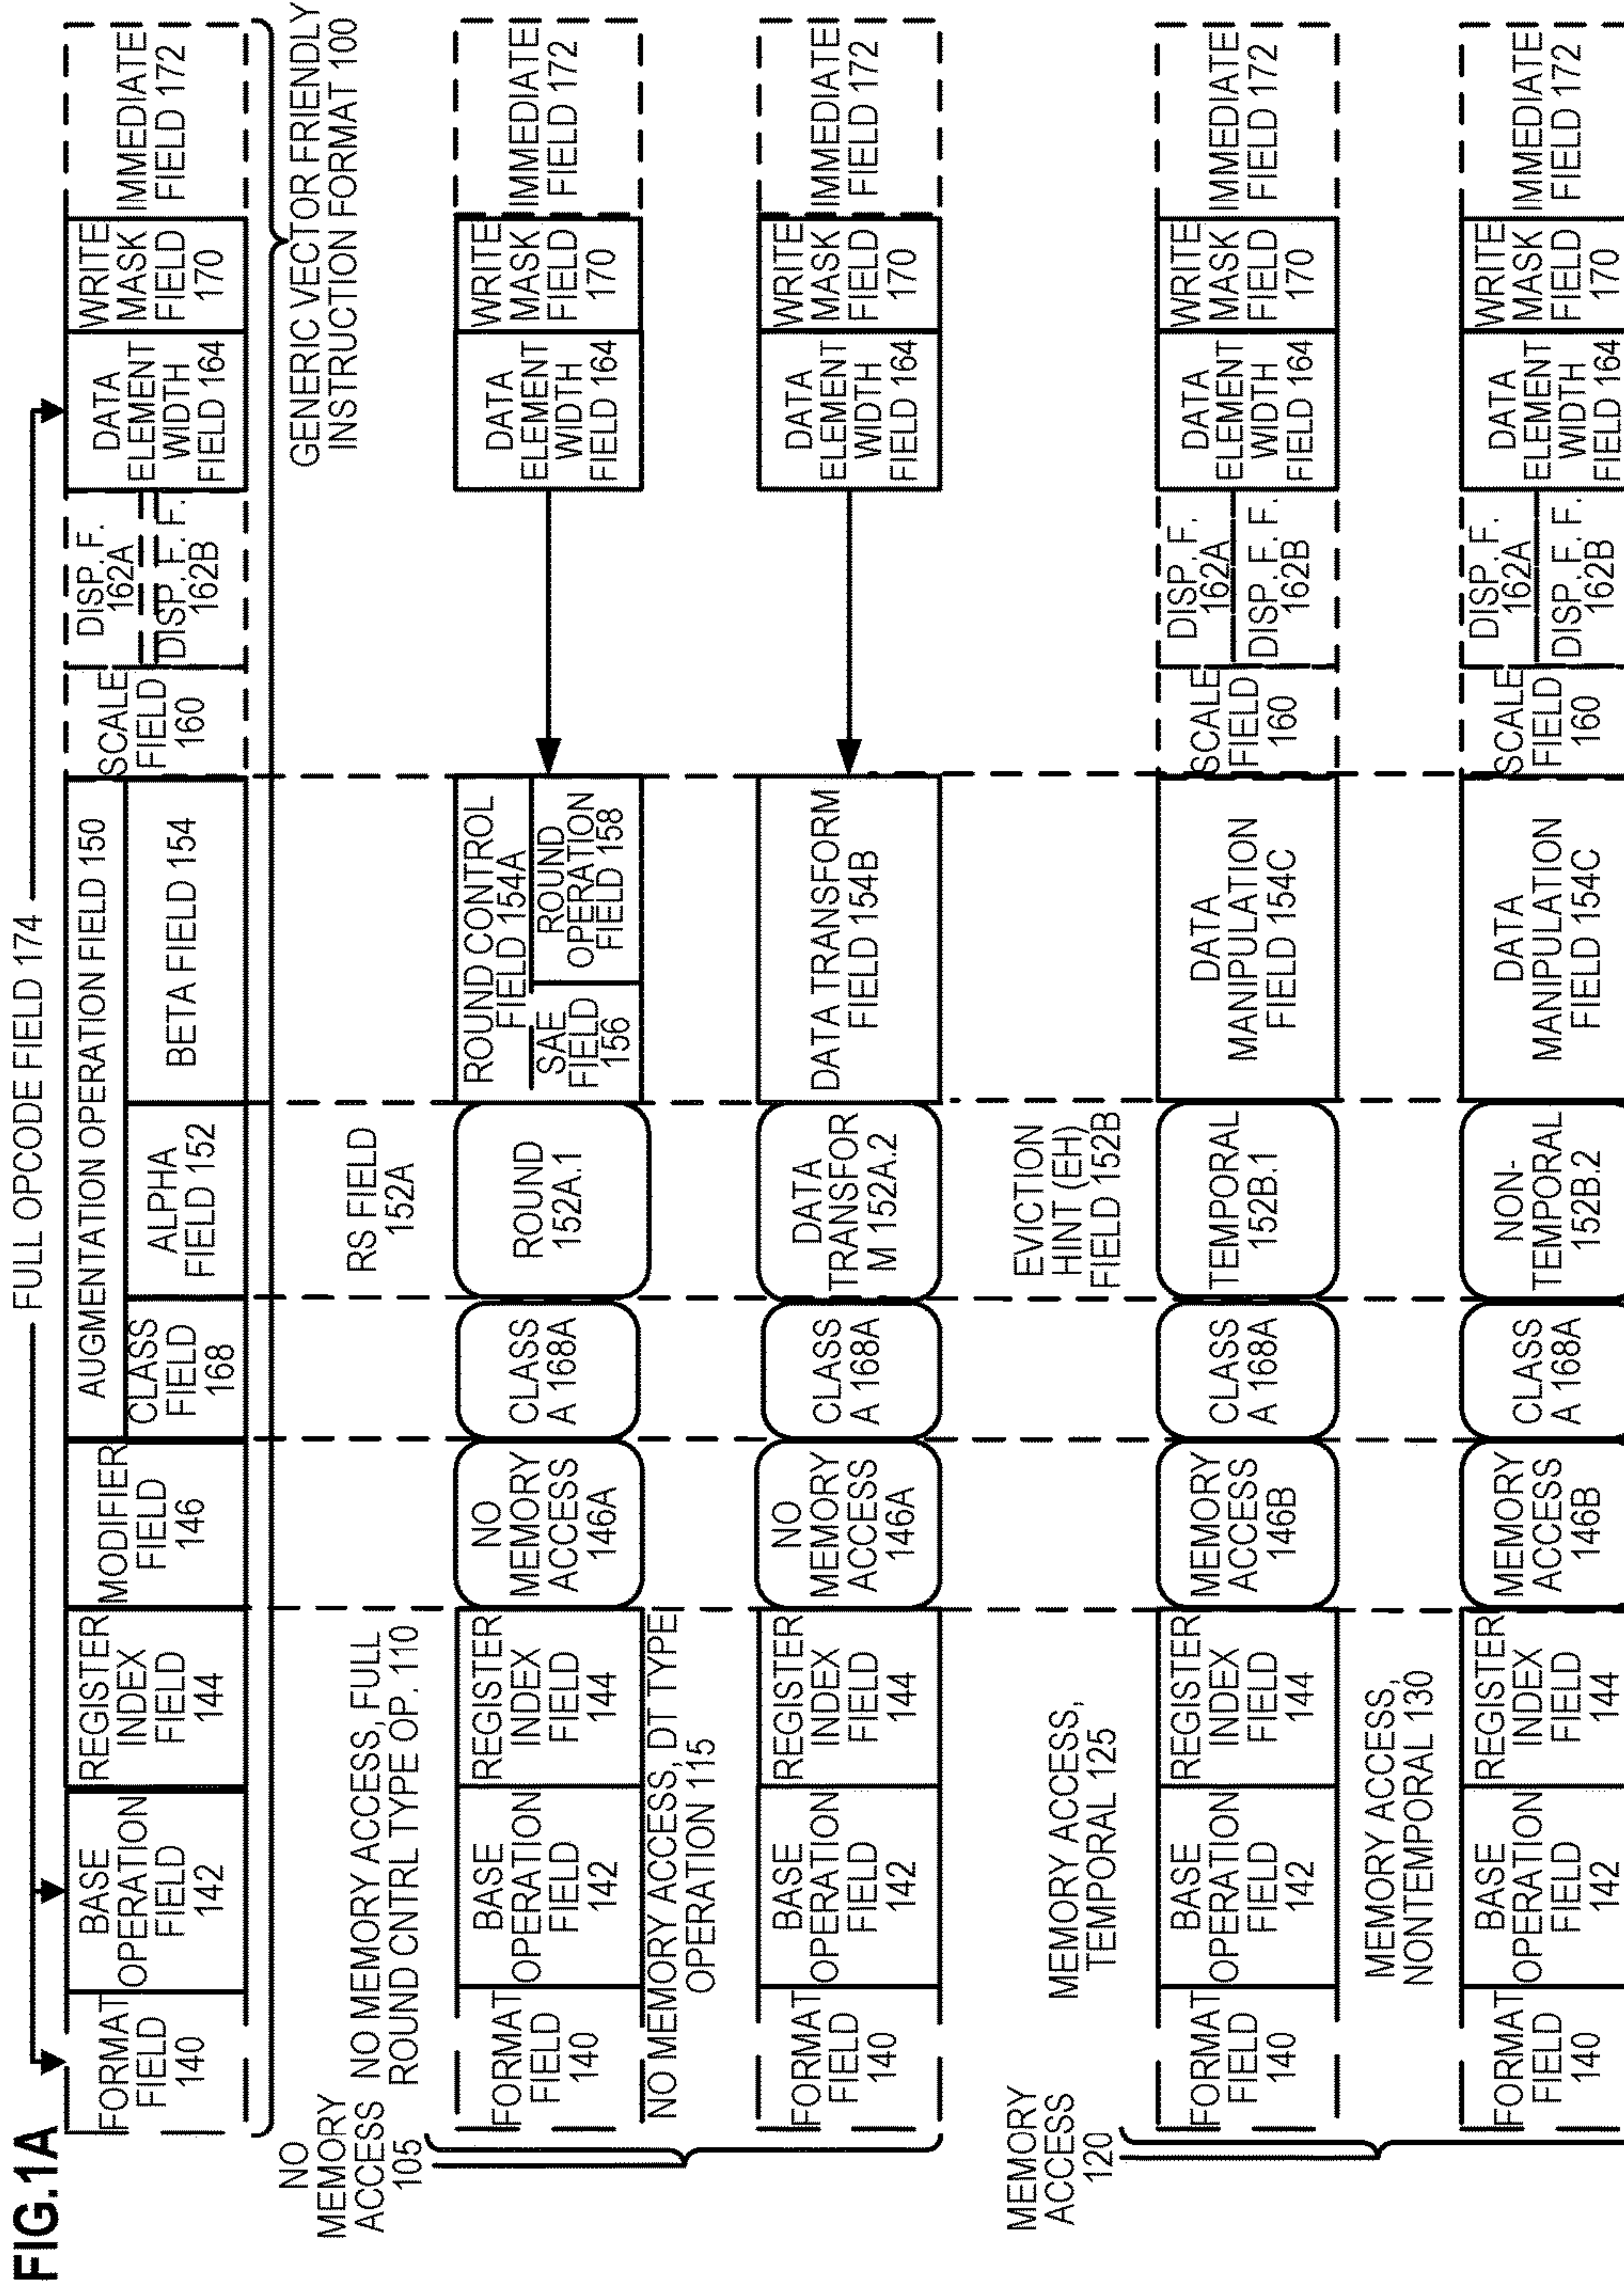 FIG.1A
FULL OPCODE FIELD 174
FORMAT
FIELD
140
BASE
OPERATION
FIELD
142
REGISTER
INDEX
FIELD
144
MODIFIER
FIELD
146
AUGMENTATION OPERATION FIELD 150
CLASS
FIELD
168
ALPHA
FIELD 152
BETA FIELD 154
SCALE
FIELD
160
DISP. F.
162A
DISP. F. F.
162B
DATA
ELEMENT
WIDTH
FIELD 164
WRITE
MASK
FIELD
170
IMMEDIATE
FIELD 172
GENERIC VECTOR FRIENDLY
INSTRUCTION FORMAT 100
NO
MEMORY
ACCESS
105
NO MEMORY ACCESS, FULL
ROUND CNTRL TYPE OP. 110
RS FIELD
152A
FORMAT
FIELD
140
BASE
OPERATION
FIELD
142
REGISTER
INDEX
FIELD
144
NO
MEMORY
ACCESS
146A
CLASS
A 168A
ROUND
152A.1
ROUND CONTROL
FIELD 154A
SAE
FIELD
156
ROUND
OPERATION
FIELD 158
DATA
ELEMENT
WIDTH
FIELD 164
WRITE
MASK
FIELD
170
IMMEDIATE
FIELD 172
NO MEMORY ACCESS, DT TYPE
OPERATION 115
FORMAT
FIELD
140
BASE
OPERATION
FIELD
142
REGISTER
INDEX
FIELD
144
NO
MEMORY
ACCESS
146A
CLASS
A 168A
DATA
TRANSFOR
M 152A.2
DATA TRANSFORM
FIELD 154B
DATA
ELEMENT
WIDTH
FIELD 164
WRITE
MASK
FIELD
170
IMMEDIATE
FIELD 172
MEMORY
ACCESS
120
MEMORY ACCESS,
TEMPORAL 125
EVICTION
HINT (EH)
FIELD 152B
FORMAT
FIELD
140
BASE
OPERATION
FIELD
142
REGISTER
INDEX
FIELD
144
MEMORY
ACCESS
146B
CLASS
A 168A
TEMPORAL
152B.1
DATA
MANIPULATION
FIELD 154C
SCALE
FIELD
160
DISP. F.
162A
DISP. F. F.
162B
DATA
ELEMENT
WIDTH
FIELD 164
WRITE
MASK
FIELD
170
IMMEDIATE
FIELD 172
MEMORY ACCESS,
NONTEMPORAL 130
FORMAT
FIELD
140
BASE
OPERATION
FIELD
142
REGISTER
INDEX
FIELD
144
MEMORY
ACCESS
146B
CLASS
A 168A
NON-
TEMPORAL
152B.2
DATA
MANIPULATION
FIELD 154C
SCALE
FIELD
160
DISP. F.
162A
DISP. F. F.
162B
DATA
ELEMENT
WIDTH
FIELD 164
WRITE
MASK
FIELD
170
IMMEDIATE
FIELD 172